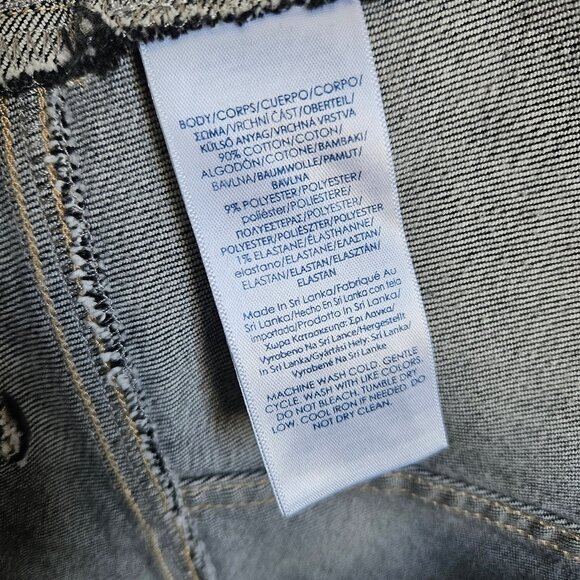 BODY/CORPS/CUERPO/CORPO/
ΣΩΜΑ/VRCHNÍ ČÁST/OBERTEIL/
KÜLSŐ ANYAG/VRCHNÁ VRSTVA
90% COTTON/COTON/
ALGODÓN/COTONE/BAMBAKI/
BAVLNA/BAUMWOLLE/PAMUT/
BAVLNA
9% POLYESTER/POLYESTER/
poliéster/POLIESTERE/
ΠΟΛΥΕΣΤΕΡΑΣ/POLYESTER/
POLYESTER/POLIÉSZTER/POLYESTER
1% ELASTANE/ÉLASTHANNE/
elastano/ELASTANE/ΕΛΑΣΤΑΝ/
ELASTAN/ELASTAN/ELASZTÁN/
ELASTAN
Made In Sri Lanka/Fabriqué Au
Sri Lanka/Hecho En Sri Lanka/tela
importada/Prodotto In Sri Lanka/
Χωρα Κατασκευησ: Σρι Λανκα/
Vyrobeno Na Srí Lance/Hergestellt
In Sri Lanka/Gyártási Hely: Srí Lanka/
Vyrobené Na Srí Lanke
MACHINE WASH COLD. GENTLE
CYCLE. WASH WITH LIKE COLORS
DO NOT BLEACH. TUMBLE DRY
LOW. COOL IRON IF NEEDED. DO
NOT DRY CLEAN.